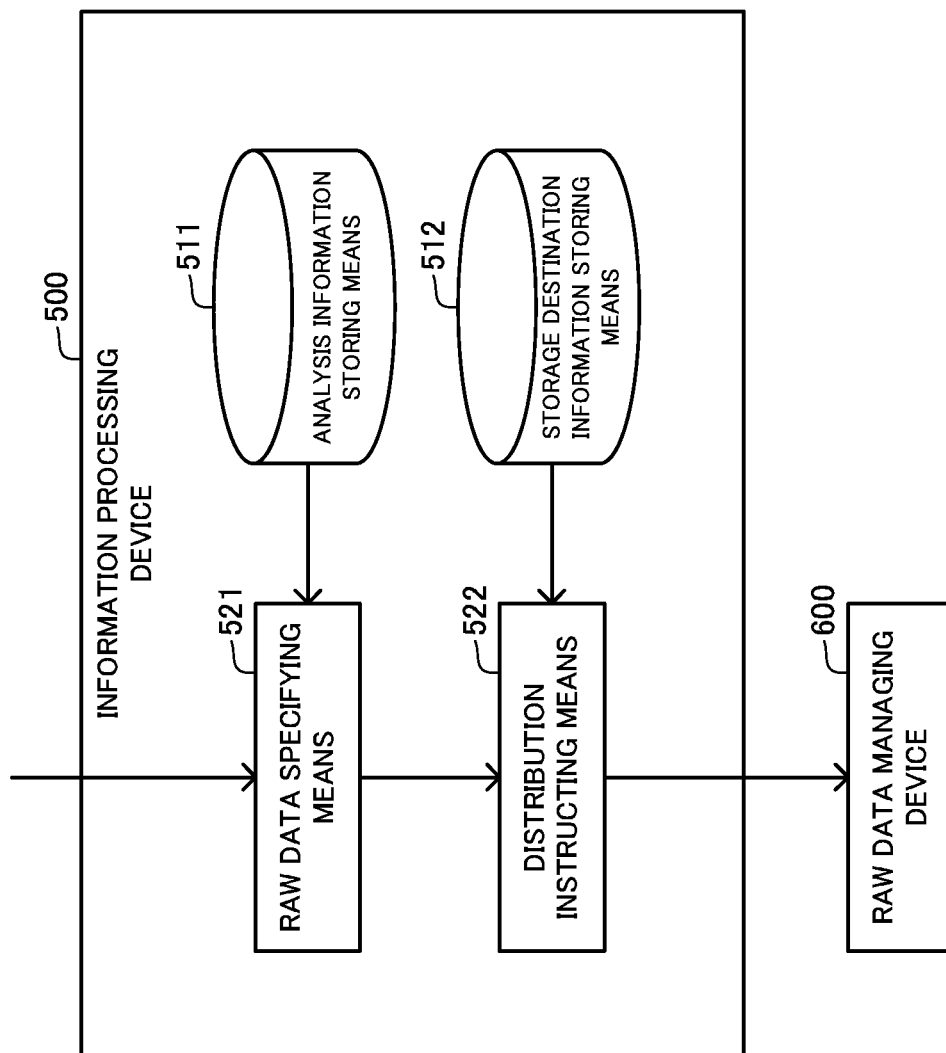 500
INFORMATION PROCESSING
DEVICE
511
ANALYSIS INFORMATION
STORING MEANS
521
RAW DATA SPECIFYING
MEANS
512
STORAGE DESTINATION
INFORMATION STORING
MEANS
522
DISTRIBUTION
INSTRUCTING MEANS
600
RAW DATA MANAGING
DEVICE